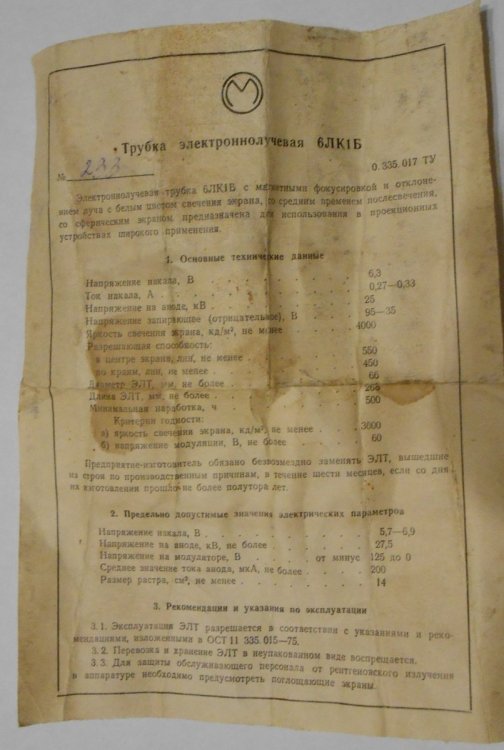 Трубка электроннолучевая 6ЛК1Б
№ 233
0.335.017 ТУ
Электроннолучевая трубка 6ЛК1Б с магнитными фокусировкой и отклоне-
нием луча с белым цветом свечения экрана, со средним временем послесвечения,
со сферическим экраном предназначена для использования в проекционных
устройствах широкого применения.
1. Основные технические данные
Напряжение накала, В 6,3
Ток накала, А 0,27—0,33
Напряжение на аноде, кВ 25
Напряжение запирающее (отрицательное), В 95—35
Яркость свечения экрана, кд/м², не менее 4000
Разрешающая способность:
в центре экрана, лин, не менее 550
по краям, лин, не менее 450
Диаметр ЭЛТ, мм, не более 66
Длина ЭЛТ, мм, не более 268
Минимальная наработка, ч 500
Критерии годности:
а) яркость свечения экрана, кд/м², не менее 3600
б) напряжение модуляции, В, не более 60
Предприятие-изготовитель обязано безвозмездно заменять ЭЛТ, вышедшие
из строя по производственным причинам, в течение шести месяцев, если со дня
их изготовления прошло не более полутора лет.
2. Предельно допустимые значения электрических параметров
Напряжение накала, В 5,7—6,9
Напряжение на аноде, кВ, не более 27,5
Напряжение на модуляторе, В от минус 125 до 0
Среднее значение тока анода, мкА, не более 200
Размер растра, см², не менее 14
3. Рекомендации и указания по эксплуатации
3.1. Эксплуатация ЭЛТ разрешается в соответствии с указаниями и реко-
мендациями, изложенными в ОСТ 11 335.015—75.
3.2. Перевозка и хранение ЭЛТ в неупакованном виде воспрещается.
3.3. Для защиты обслуживающего персонала от рентгеновского излучения
в аппаратуре необходимо предусмотреть поглощающие экраны.